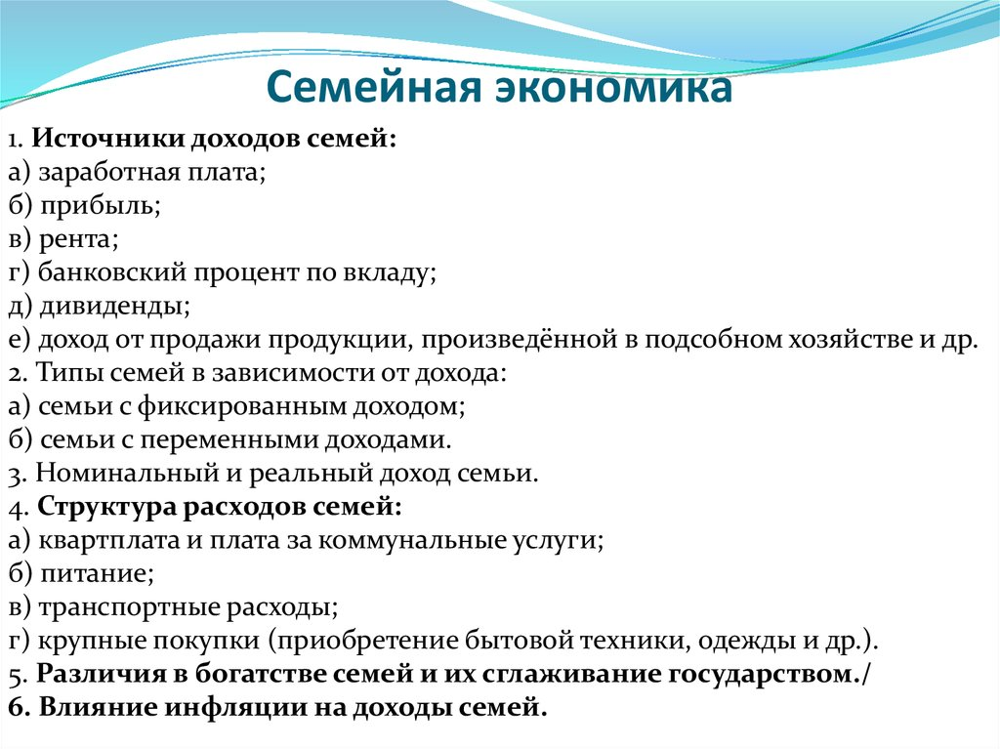 Семейная экономика
1. Источники доходов семей:
а) заработная плата;
б) прибыль;
в) рента;
г) банковский процент по вкладу;
д) дивиденды;
е) доход от продажи продукции, произведённой в подсобном хозяйстве и др.
2. Типы семей в зависимости от дохода:
а) семьи с фиксированным доходом;
б) семьи с переменными доходами.
3. Номинальный и реальный доход семьи.
4. Структура расходов семей:
а) квартплата и плата за коммунальные услуги;
б) питание;
в) транспортные расходы;
г) крупные покупки (приобретение бытовой техники, одежды и др.).
5. Различия в богатстве семей и их сглаживание государством./
6. Влияние инфляции на доходы семей.